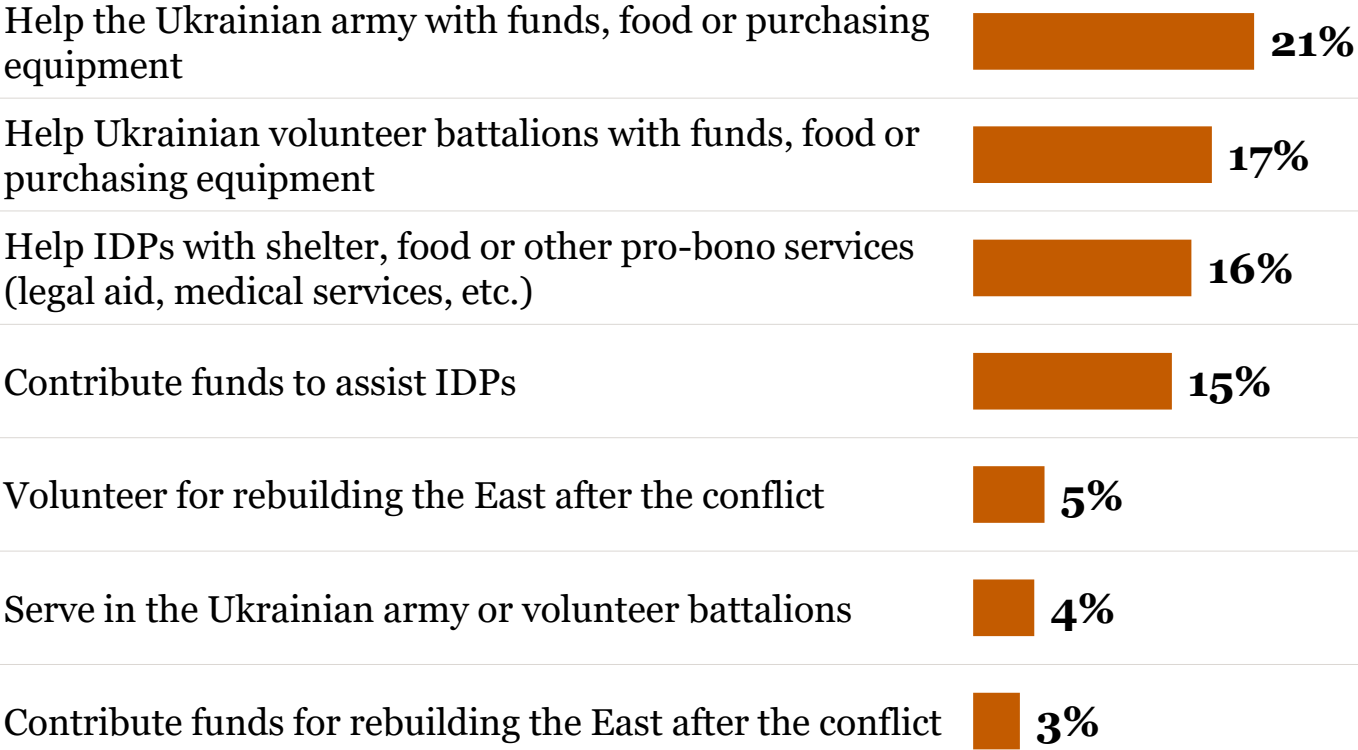 Help the Ukrainian army with funds, food or purchasing
equipment
21%
Help Ukrainian volunteer battalions with funds, food or
purchasing equipment
17%
Help IDPs with shelter, food or other pro-bono services
(legal aid, medical services, etc.)
16%
Contribute funds to assist IDPs
15%
Volunteer for rebuilding the East after the conflict
5%
Serve in the Ukrainian army or volunteer battalions
4%
Contribute funds for rebuilding the East after the conflict
3%